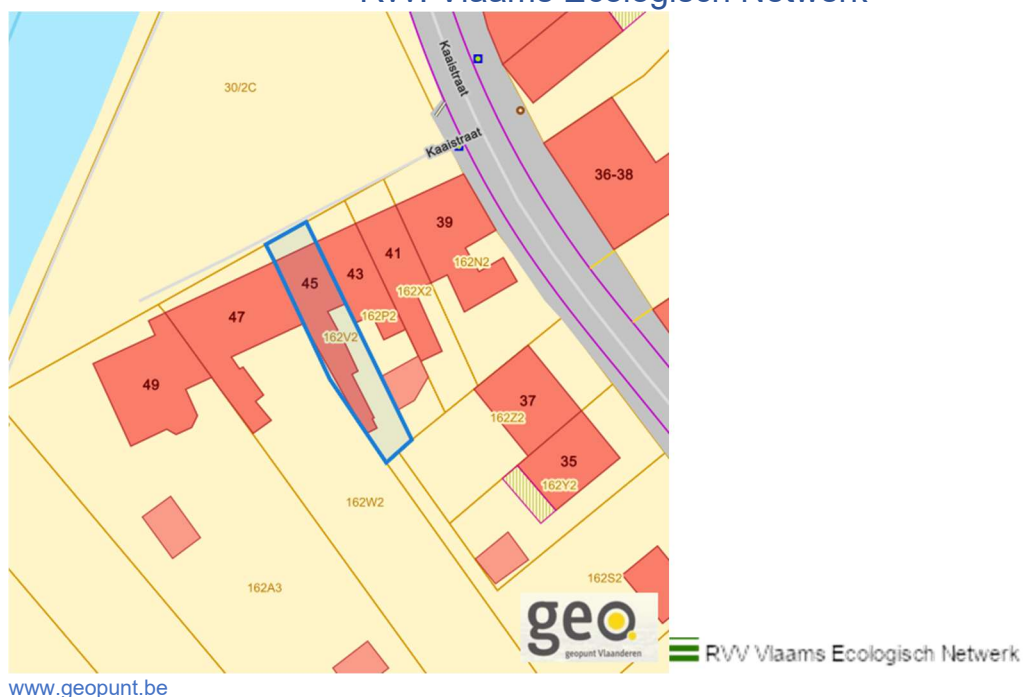 RVV Vlaams Ecologisch Netwerk
Kaaistraat
30/2C
Kaaistraat
36-38
39
41
162N2
43
45
162X2
47
162P2
162V2
49
37
162Z2
35
162Y2
162W2
162S2
162A3
geo
geopunt Vlaanderen
RVV Vlaams Ecologisch Netwerk
www.geopunt.be